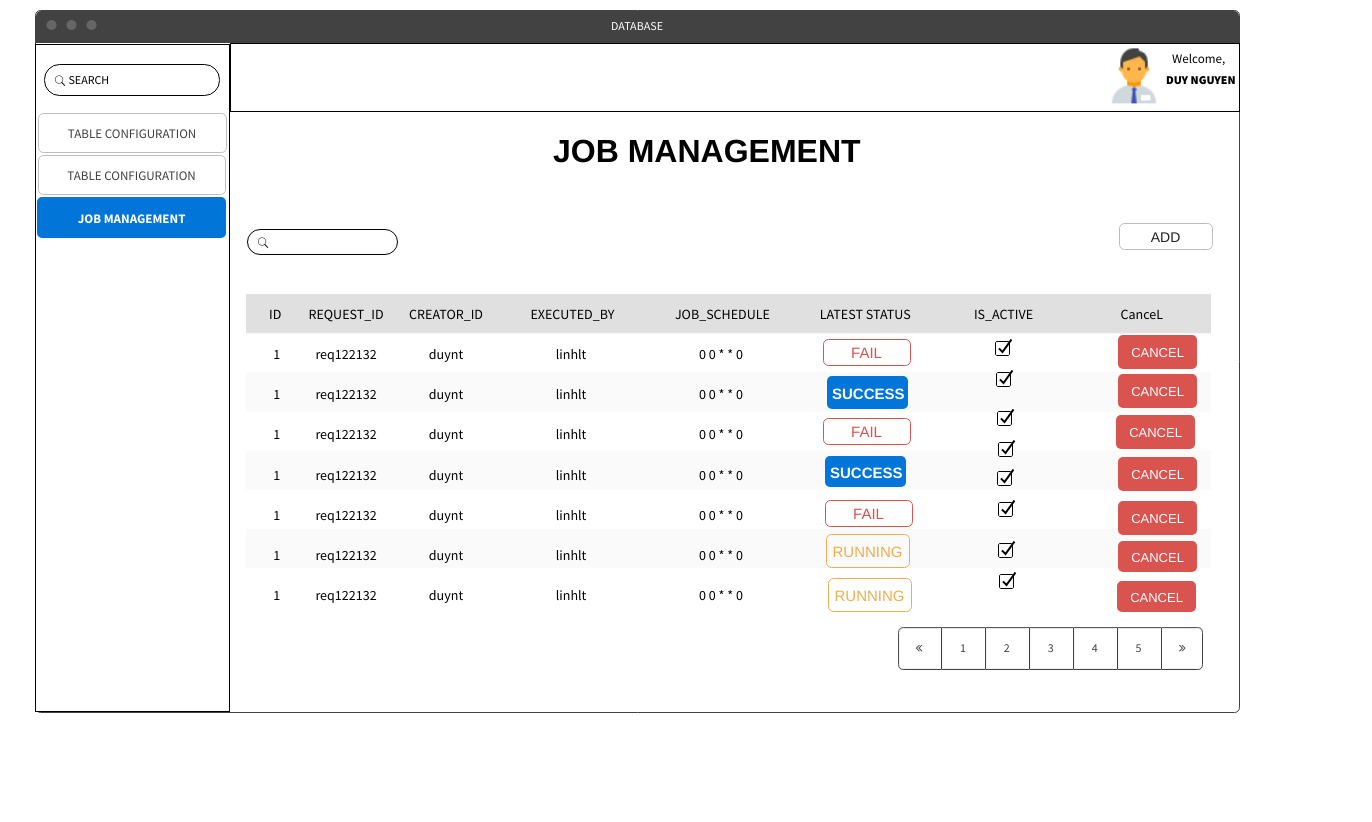 DATABASE
SEARCH
Welcome,
DUY NGUYEN
TABLE CONFIGURATION
TABLE CONFIGURATION
JOB MANAGEMENT
JOB MANAGEMENT
ADD
ID REQUEST_ID CREATOR_ID EXECUTED_BY JOB_SCHEDULE LATEST STATUS IS_ACTIVE CanceL
1 req122132 duynt linhlt 0 0 * * 0 FAIL CANCEL
1 req122132 duynt linhlt 0 0 * * 0 SUCCESS CANCEL
1 req122132 duynt linhlt 0 0 * * 0 FAIL CANCEL
1 req122132 duynt linhlt 0 0 * * 0 SUCCESS CANCEL
1 req122132 duynt linhlt 0 0 * * 0 FAIL CANCEL
1 req122132 duynt linhlt 0 0 * * 0 RUNNING CANCEL
1 req122132 duynt linhlt 0 0 * * 0 RUNNING CANCEL
« 1 2 3 4 5 »